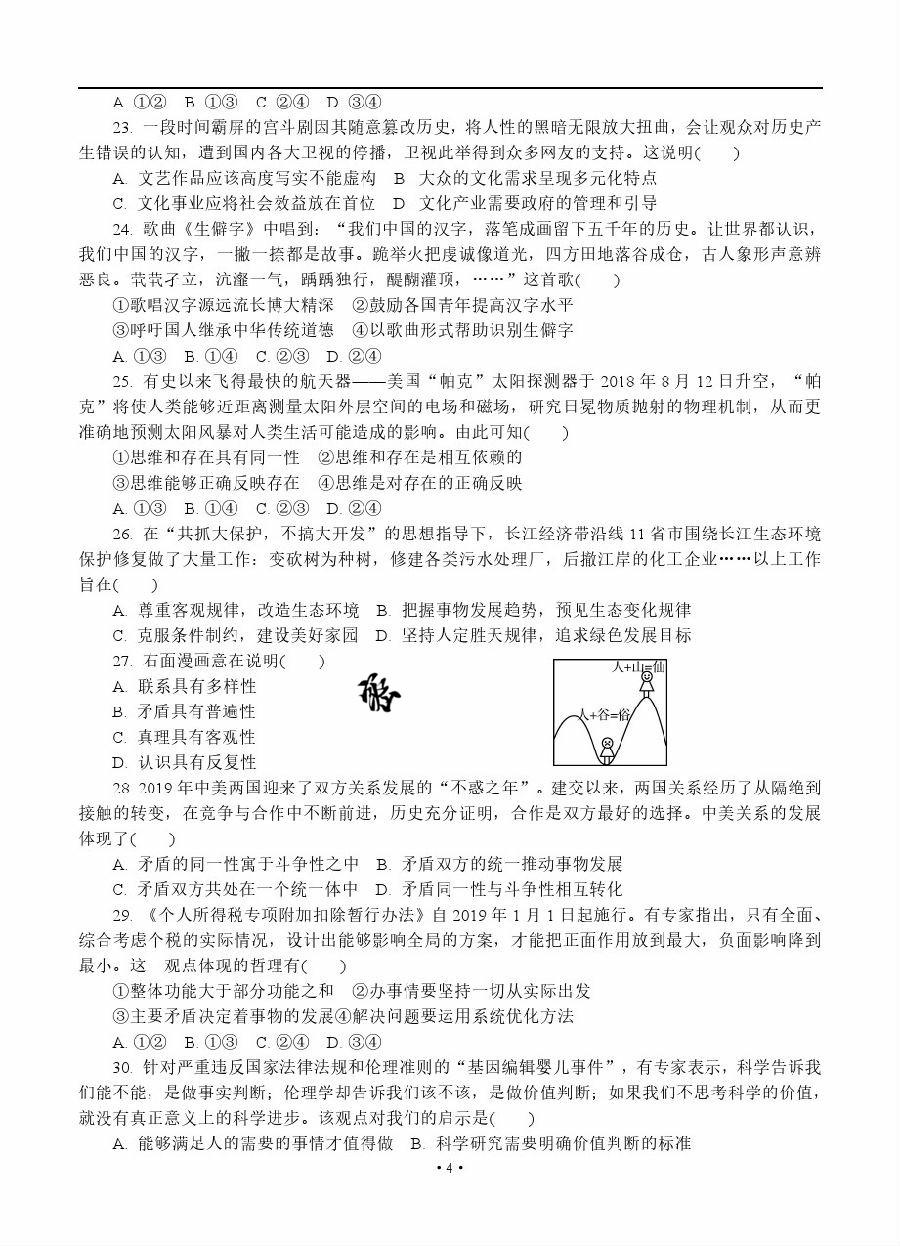 A. ①② B. ①③ C. ②④ D. ③④
23. 一段时间霸屏的宫斗剧因其随意篡改历史，将人性的黑暗无限放大扭曲，会让观众对历史产
生错误的认知，遭到国内各大卫视的停播，卫视此举得到众多网友的支持。这说明(　　)
A. 文艺作品应该高度写实不能虚构 B 大众的文化需求呈现多元化特点
C. 文化事业应将社会效益放在首位 D 文化产业需要政府的管理和引导
24. 歌曲《生僻字》中唱到：“我们中国的汉字，落笔成画留下五千年的历史。让世界都认识，
我们中国的汉字，一撇一捺都是故事。跪举火把虔诚像道光，四方田地落谷成仓，古人象形声意辨
恶良。茕茕孑立，沆瀣一气，踽踽独行，醍醐灌顶，……”这首歌(　　)
①歌唱汉字源远流长博大精深 ②鼓励各国青年提高汉字水平
③呼吁国人继承中华传统道德 ④以歌曲形式帮助识别生僻字
A. ①③ B. ①④ C. ②③ D. ②④
25. 有史以来飞得最快的航天器——美国“帕克”太阳探测器于 2018 年 8 月 12 日升空，“帕
克”将使人类能够近距离测量太阳外层空间的电场和磁场，研究日冕物质抛射的物理机制，从而更
准确地预测太阳风暴对人类生活可能造成的影响。由此可知(　　)
①思维和存在具有同一性 ②思维和存在是相互依赖的
③思维能够正确反映存在 ④思维是对存在的正确反映
A. ①③ B. ①④ C. ②③ D. ②④
26. 在“共抓大保护，不搞大开发”的思想指导下，长江经济带沿线 11 省市围绕长江生态环境
保护修复做了大量工作：变砍树为种树，修建各类污水处理厂，后撤江岸的化工企业……以上工作
旨在(　　)
A. 尊重客观规律，改造生态环境 B. 把握事物发展趋势，预见生态变化规律
C. 克服条件制约，建设美好家园 D. 坚持人定胜天规律，追求绿色发展目标
27. 右面漫画意在说明(　　)
A. 联系具有多样性
B. 矛盾具有普遍性
C. 真理具有客观性
D. 认识具有反复性
人+山=仙
人+谷=俗
28. 2019 年中美两国迎来了双方关系发展的“不惑之年”。建交以来，两国关系经历了从隔绝到
接触的转变，在竞争与合作中不断前进，历史充分证明，合作是双方最好的选择。中美关系的发展
体现了(　　)
A. 矛盾的同一性寓于斗争性之中 B. 矛盾双方的统一推动事物发展
C. 矛盾双方共处在一个统一体中 D. 矛盾同一性与斗争性相互转化
29. 《个人所得税专项附加扣除暂行办法》自 2019 年 1 月 1 日起施行。有专家指出，只有全面、
综合考虑个税的实际情况，设计出能够影响全局的方案，才能把正面作用放到最大，负面影响降到
最小。这　观点体现的哲理有(　　)
①整体功能大于部分功能之和 ②办事情要坚持一切从实际出发
③主要矛盾决定着事物的发展④解决问题要运用系统优化方法
A. ①② B. ①③ C. ②④ D. ③④
30. 针对严重违反国家法律法规和伦理准则的“基因编辑婴儿事件”，有专家表示，科学告诉我
们能不能，是做事实判断；伦理学却告诉我们该不该，是做价值判断；如果我们不思考科学的价值，
就没有真正意义上的科学进步。该观点对我们的启示是(　　)
A. 能够满足人的需要的事情才值得做 B. 科学研究需要明确价值判断的标准
•4•